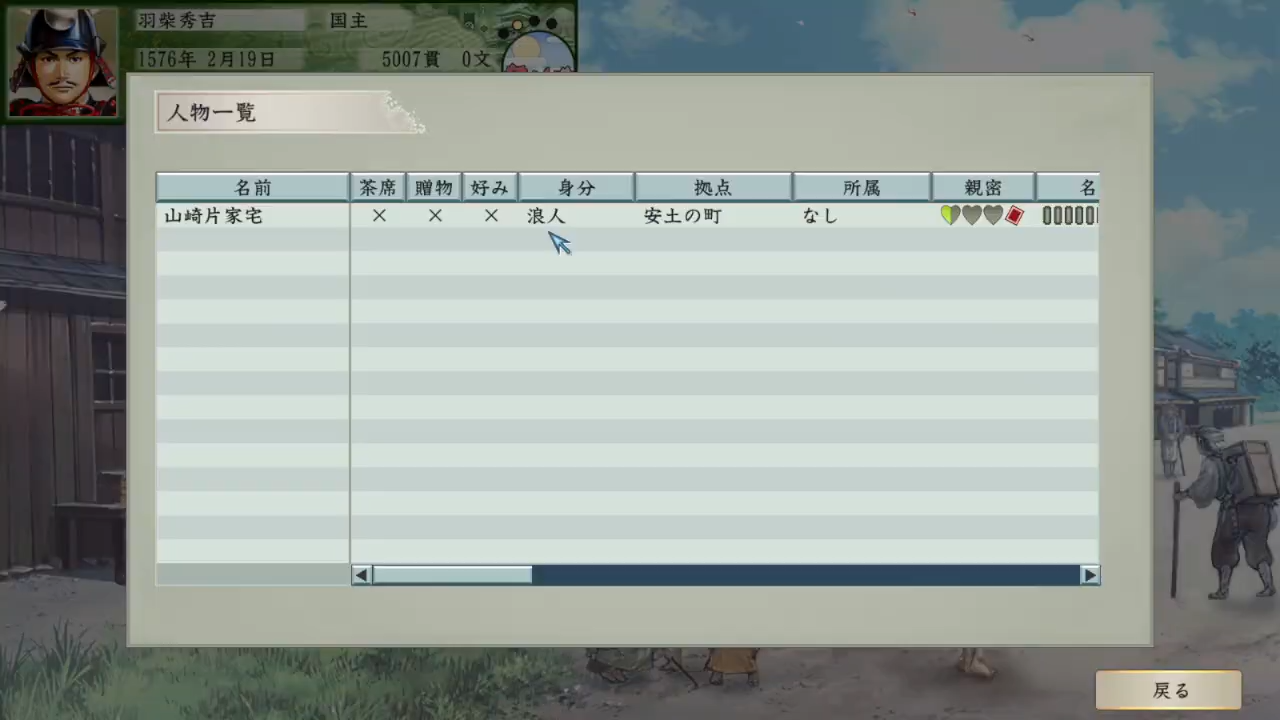 羽柴秀吉 国主
1576年 2月19日 5007貫 0文
人物一覧
名前 茶席 贈物 好み 身分 拠点 所属 親密 名
山崎片家宅 × × × 浪人 安土の町 なし
戻る